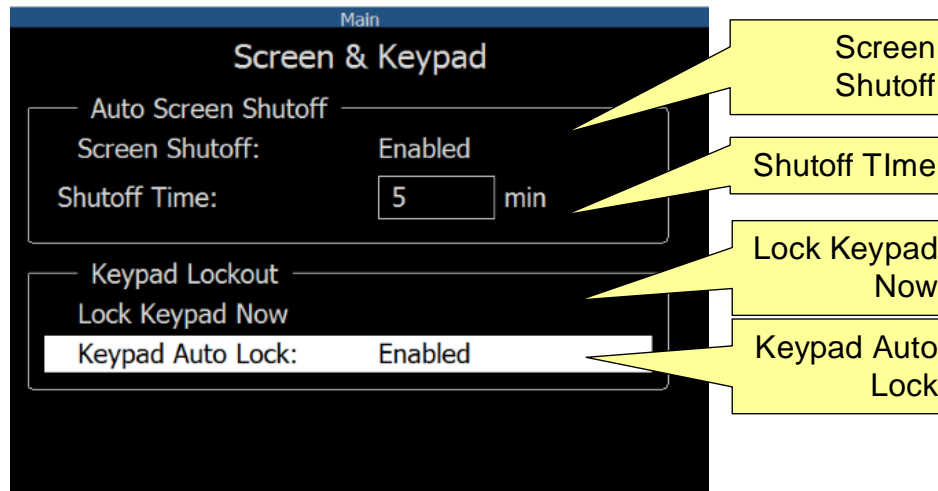 Main
Screen & Keypad
Auto Screen Shutoff
Screen Shutoff: Enabled
Shutoff Time: 5 min
Keypad Lockout
Lock Keypad Now
Keypad Auto Lock: Enabled
Screen
Shutoff
Shutoff TIme
Lock Keypad
Now
Keypad Auto
Lock